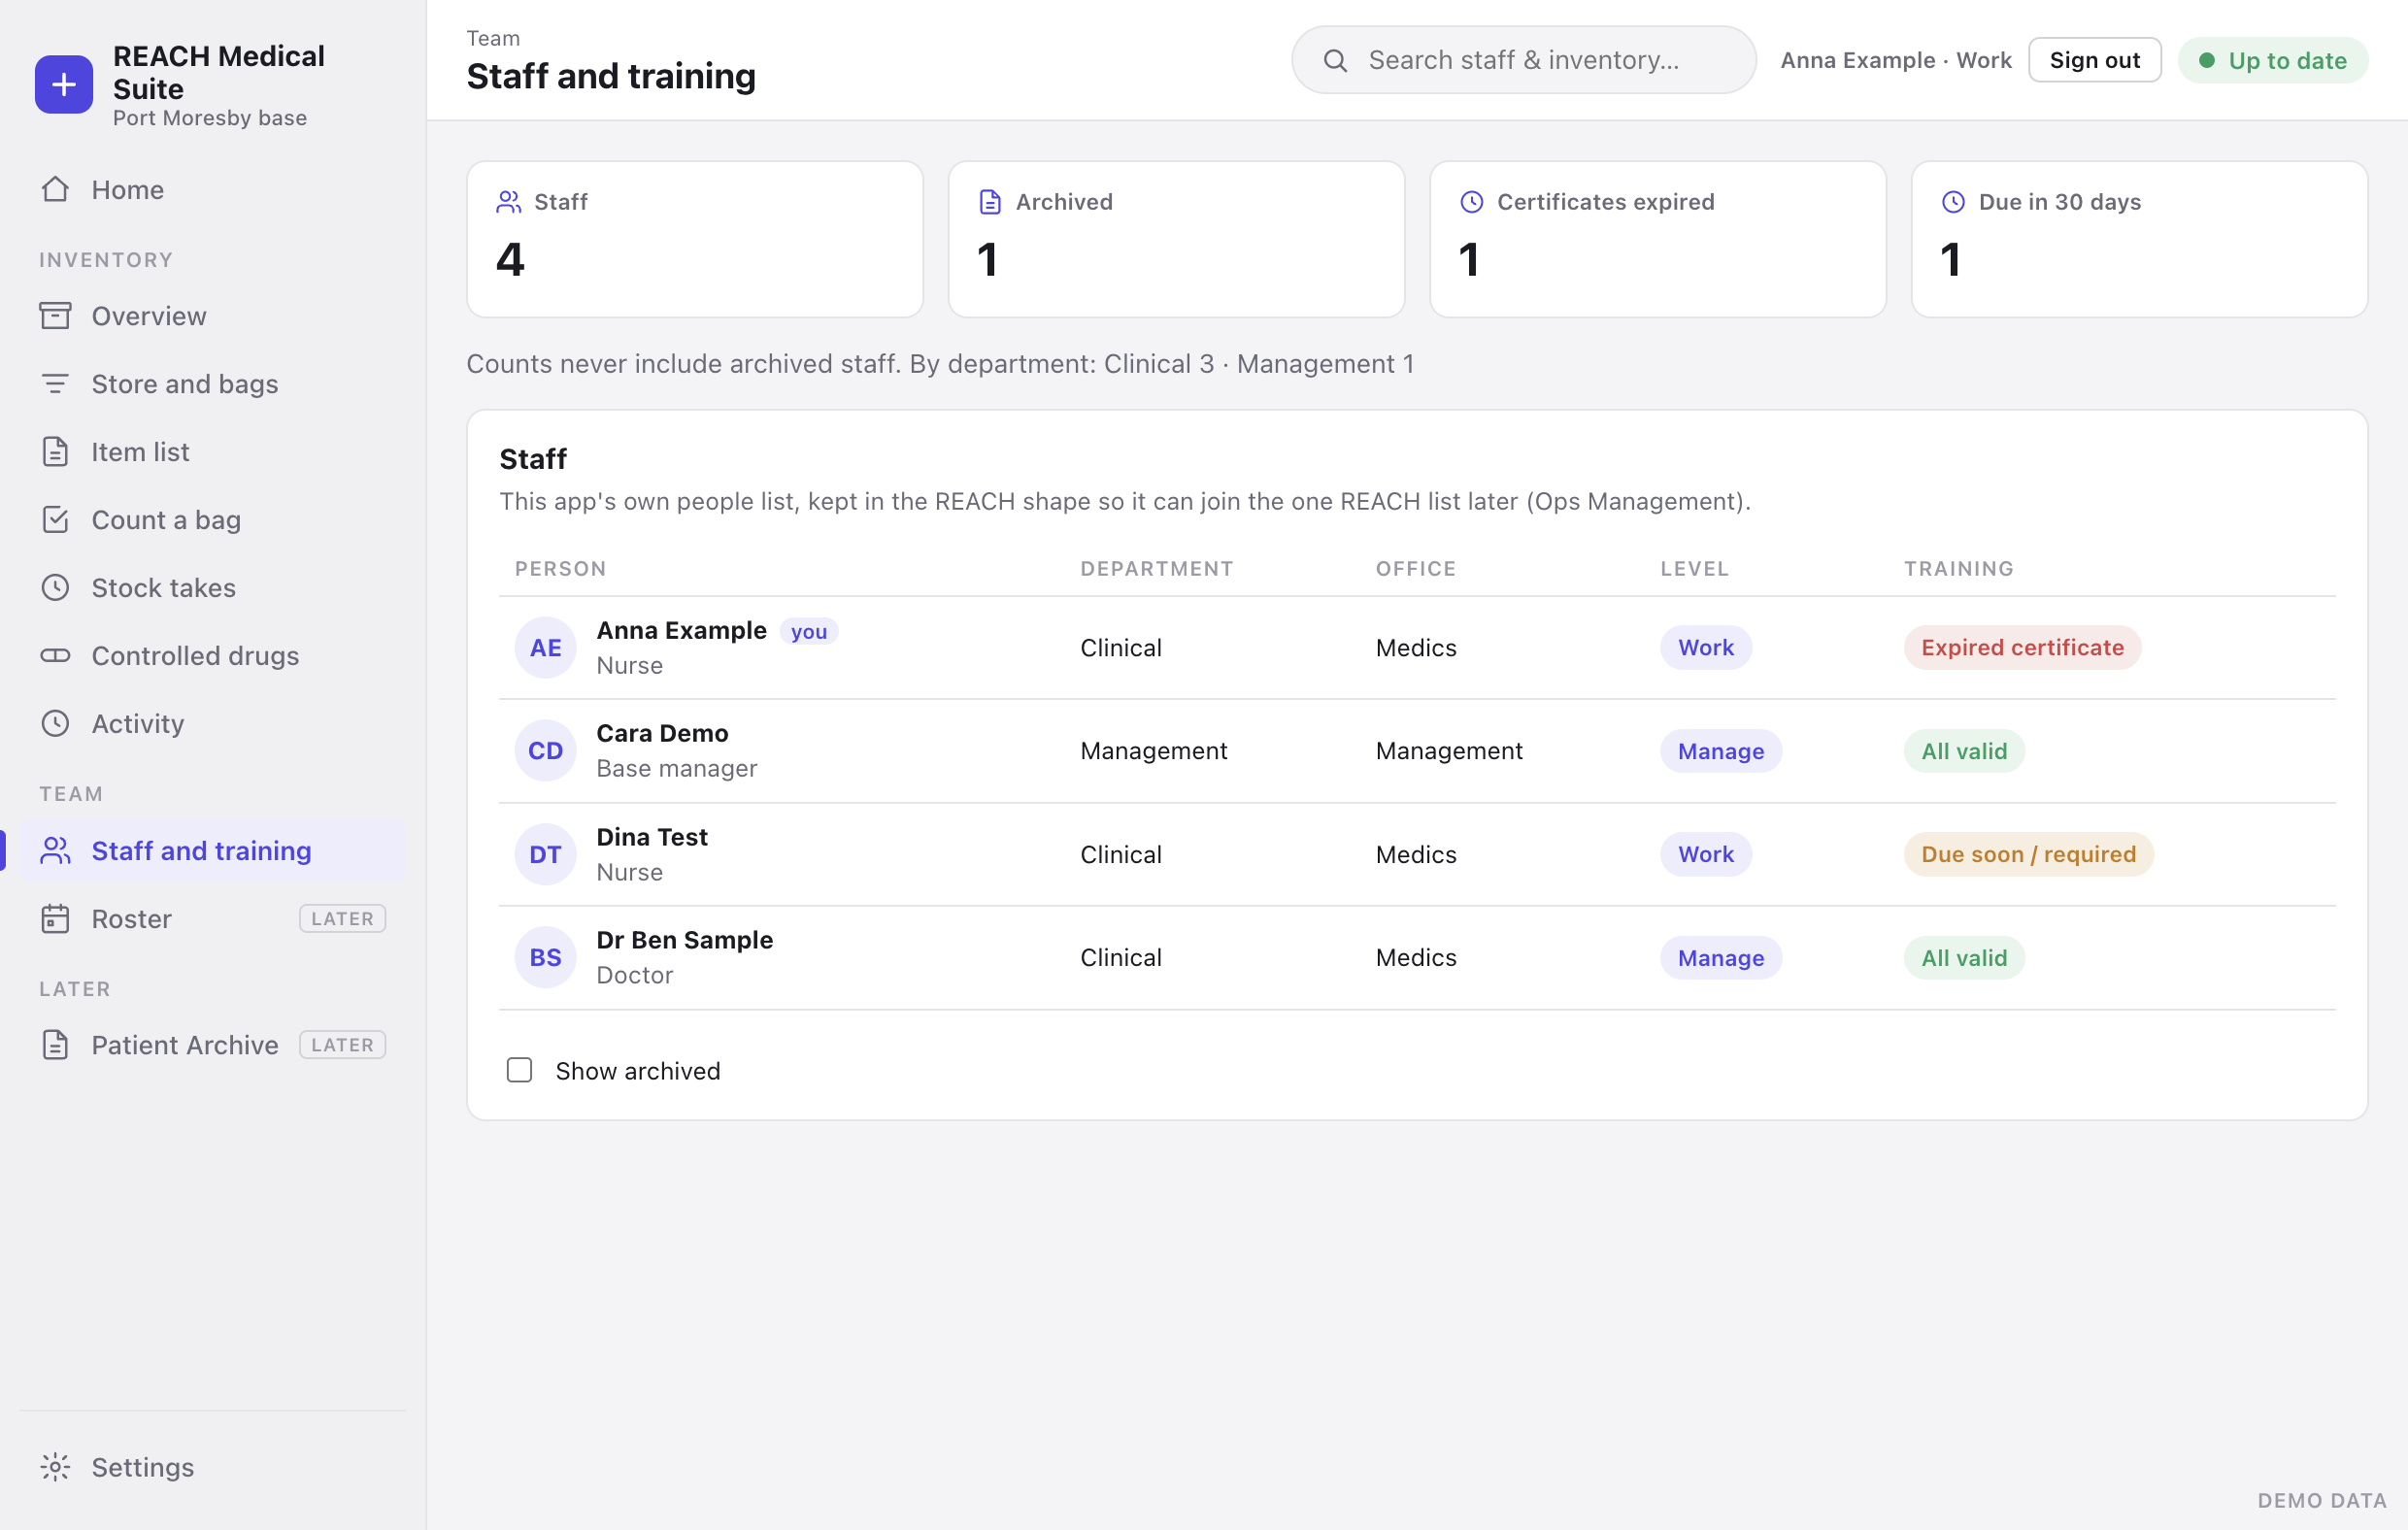 REACH Medical
Suite
Port Moresby base
Home
INVENTORY
Overview
Store and bags
Item list
Count a bag
Stock takes
Controlled drugs
Activity
TEAM
Staff and training
Roster LATER
LATER
Patient Archive LATER
Settings
Team
Staff and training
Search staff & inventory...
Anna Example · Work
Sign out
Up to date
Staff
4
Archived
1
Certificates expired
1
Due in 30 days
1
Counts never include archived staff. By department: Clinical 3 · Management 1
Staff
This app's own people list, kept in the REACH shape so it can join the one REACH list later (Ops Management).
PERSON DEPARTMENT OFFICE LEVEL TRAINING
AE Anna Example you
Nurse
Clinical Medics Work Expired certificate
CD Cara Demo
Base manager
Management Management Manage All valid
DT Dina Test
Nurse
Clinical Medics Work Due soon / required
BS Dr Ben Sample
Doctor
Clinical Medics Manage All valid
Show archived
DEMO DATA